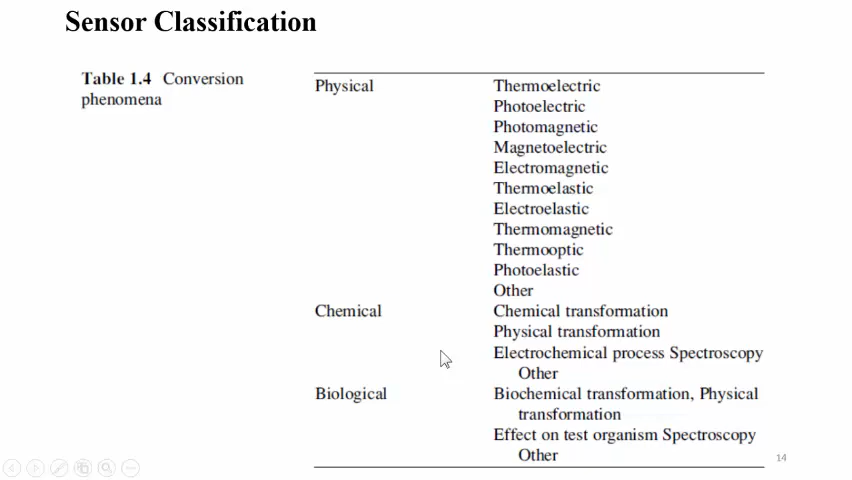 Sensor Classification
Table 1.4 Conversion
phenomena
Physical Thermoelectric
Photoelectric
Photomagnetic
Magnetoelectric
Electromagnetic
Thermoelastic
Electroelastic
Thermomagnetic
Thermooptic
Photoelastic
Other
Chemical Chemical transformation
Physical transformation
Electrochemical process Spectroscopy
Other
Biological Biochemical transformation, Physical
transformation
Effect on test organism Spectroscopy
Other
14